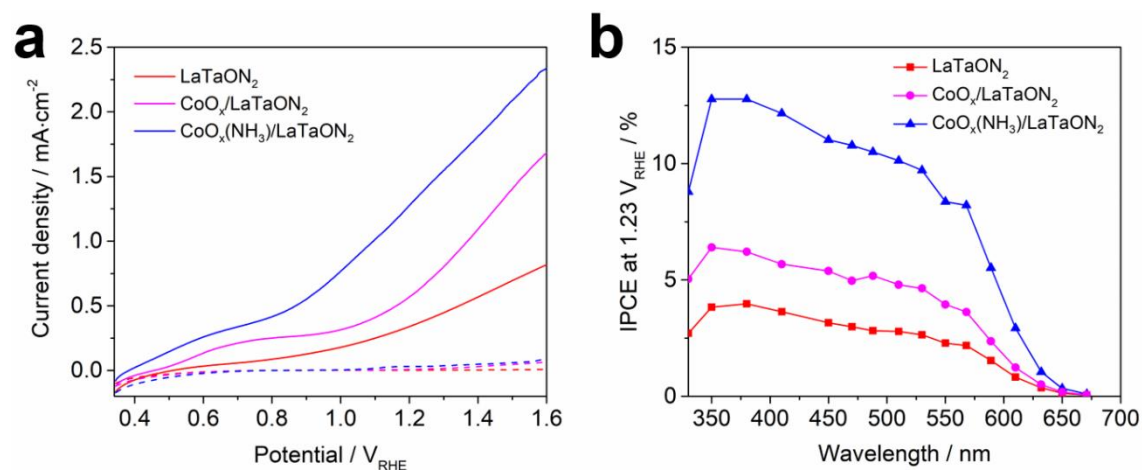 a
2.5
2.0
1.5
1.0
0.5
0.0
Current density / mA·cm⁻²
LaTaON₂
CoOₓ/LaTaON₂
CoOₓ(NH₃)/LaTaON₂
0.4 0.6 0.8 1.0 1.2 1.4 1.6
Potential / V_RHE
b
15
10
5
0
IPCE at 1.23 V_RHE / %
LaTaON₂
CoOₓ/LaTaON₂
CoOₓ(NH₃)/LaTaON₂
350 400 450 500 550 600 650 700
Wavelength / nm